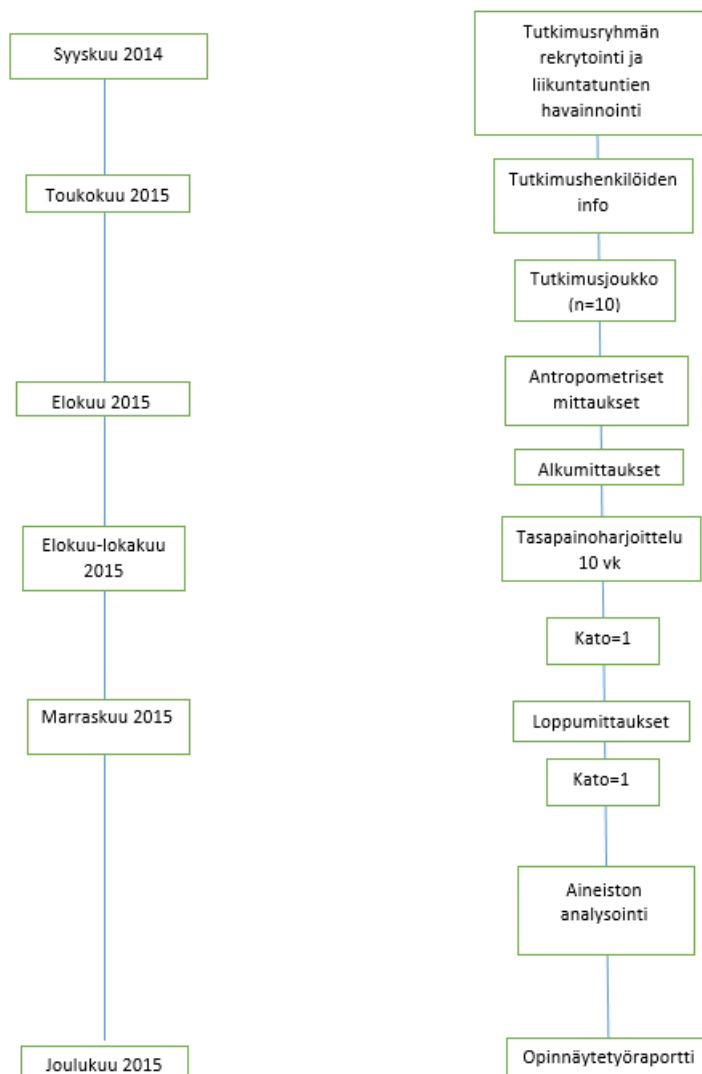 Syyskuu 2014
Tutkimusryhmän
rekrytointi ja
liikuntatuntien
havainnointi
Toukokuu 2015
Tutkimushenkilöiden
info
Tutkimusjoukko
(n=10)
Elokuu 2015
Antropometriset
mittaukset
Alkumittaukset
Elokuu-lokakuu
2015
Tasapainoharjoittelu
10 vk
Kato=1
Marraskuu 2015
Loppumittaukset
Kato=1
Aineiston
analysointi
Joulukuu 2015
Opinnäytetyöraportti